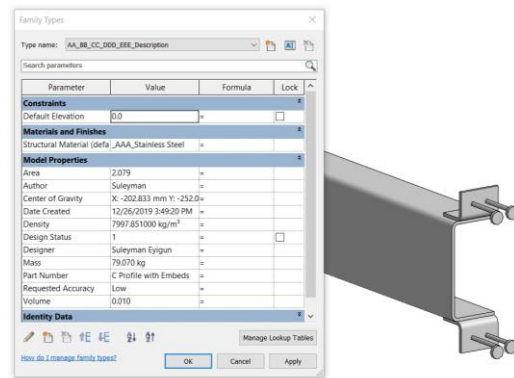 Family Types
Type name: AA_BB_CC_DDD_EEE_Description
Search parameters
Parameter Value Formula Lock
Constraints
Default Elevation 0.0 =
Materials and Finishes
Structural Material (defa _AAA_Stainless Steel =
Model Properties
Area 2.079 =
Author Suleyman =
Center of Gravity X: -202.833 mm Y: -252.0 =
Date Created 12/26/2019 3:49:20 PM =
Density 7997.851000 kg/m³ =
Design Status 1 =
Designer Suleyman Eyigun =
Mass 79.070 kg =
Part Number C Profile with Embeds =
Requested Accuracy Low =
Volume 0.010 =
Identity Data
Manage Lookup Tables
How do I manage family types?
OK Cancel Apply